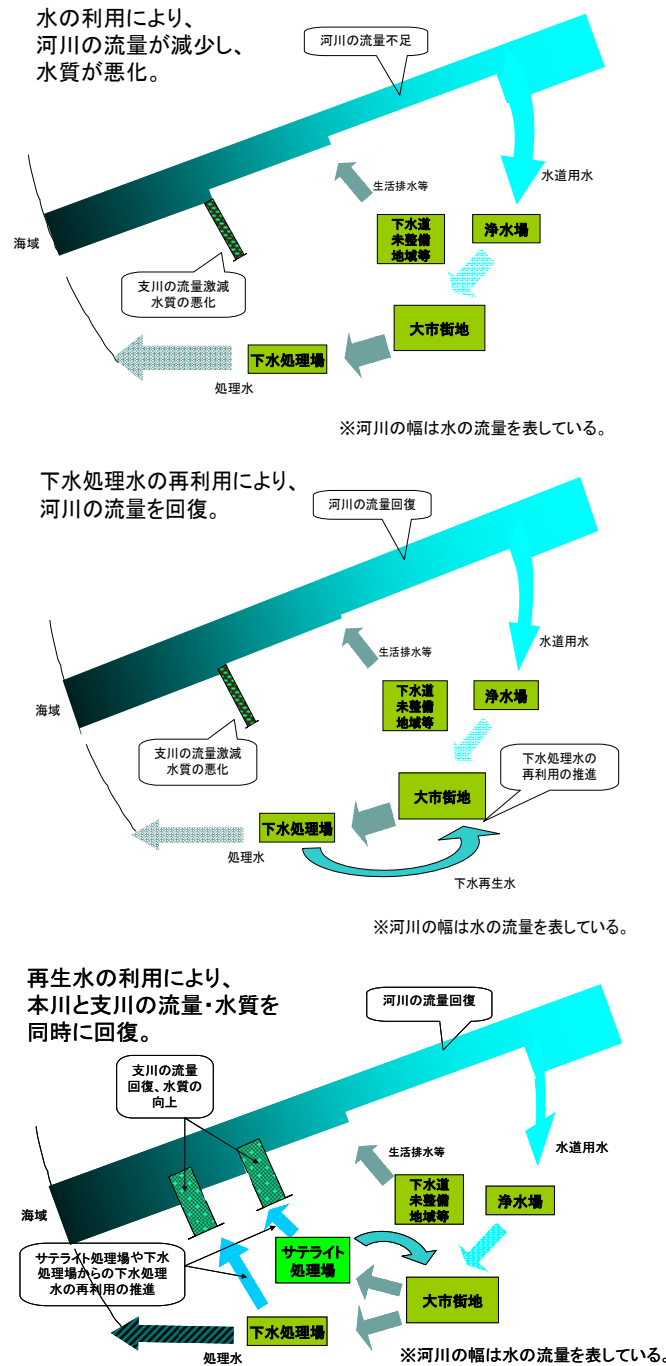 水の利用により、
河川の流量が減少し、
水質が悪化。
河川の流量不足
生活排水等
水道用水
下水道
未整備
地域等
浄水場
海域
支川の流量激減
水質の悪化
大市街地
下水処理場
処理水
※河川の幅は水の流量を表している。
下水処理水の再利用により、
河川の流量を回復。
河川の流量回復
生活排水等
水道用水
下水道
未整備
地域等
浄水場
海域
支川の流量激減
水質の悪化
下水処理水の
再利用の推進
大市街地
下水処理場
処理水
下水再生水
※河川の幅は水の流量を表している。
再生水の利用により、
本川と支川の流量・水質を
同時に回復。
河川の流量回復
支川の流量
回復、水質の
向上
生活排水等
水道用水
下水道
未整備
地域等
浄水場
海域
サテライト処理場や下水
処理場からの下水処理
水の再利用の推進
サテライト
処理場
大市街地
下水処理場
処理水
※河川の幅は水の流量を表している。